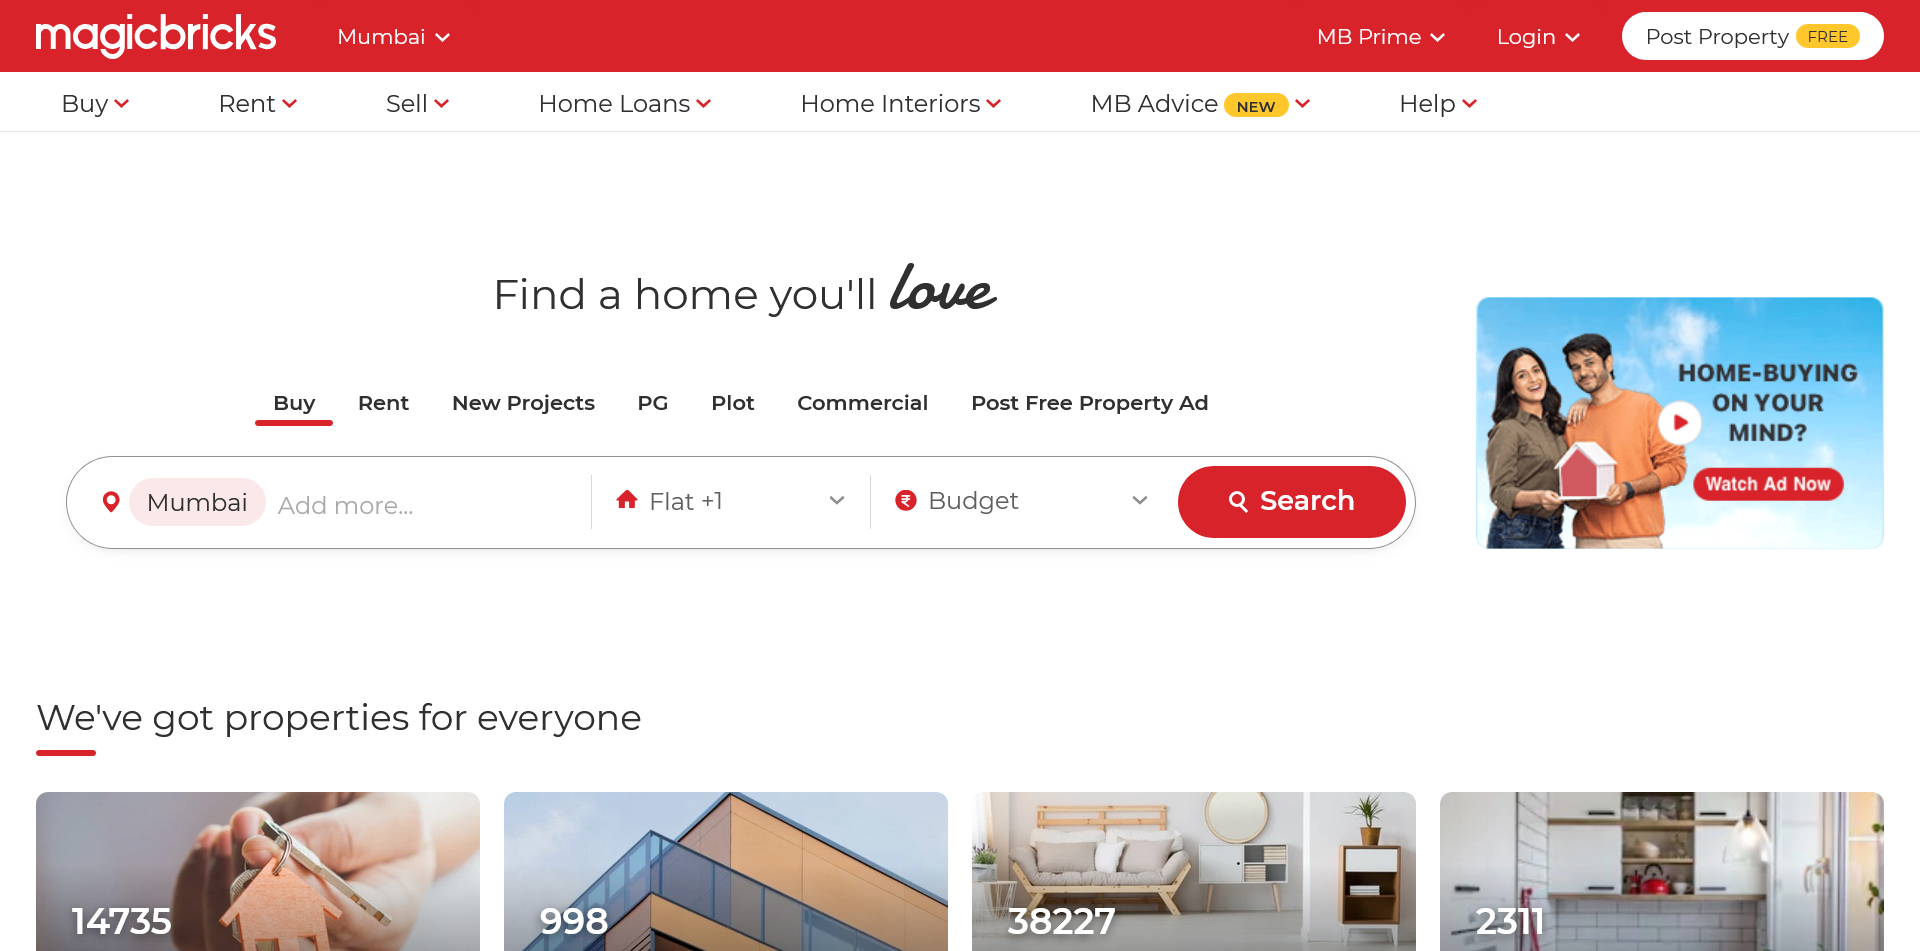 magicbricks
Mumbai
MB Prime
Login
Post Property FREE
Buy
Rent
Sell
Home Loans
Home Interiors
MB Advice NEW
Help
Find a home you'll love
Buy
Rent
New Projects
PG
Plot
Commercial
Post Free Property Ad
Mumbai
Add more...
Flat +1
Budget
Search
HOME-BUYING
ON YOUR
MIND?
Watch Ad Now
We've got properties for everyone
14735
998
38227
2311